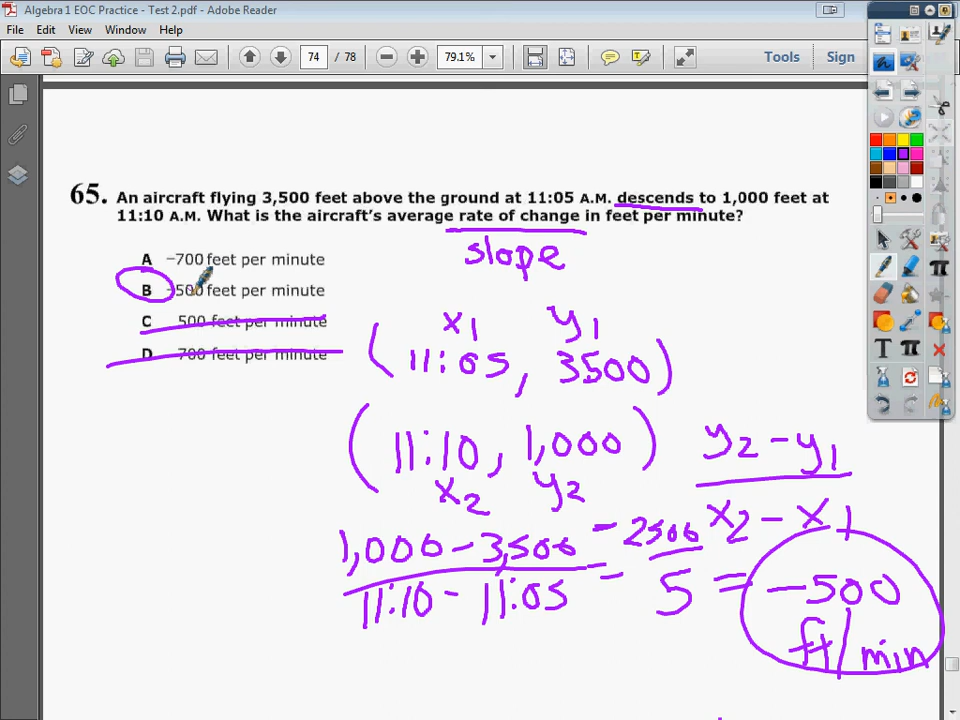 Algebra 1 EOC Practice - Test 2.pdf - Adobe Reader
File Edit View Window Help
74 / 78 79.1% Tools Sign
65. An aircraft flying 3,500 feet above the ground at 11:05 A.M. descends to 1,000 feet at
11:10 A.M. What is the aircraft's average rate of change in feet per minute?
slope
A −700 feet per minute
B −500 feet per minute
C 500 feet per minute
D 700 feet per minute
x1 y1
(11:05, 3500)
(11:10, 1,000)
x2 y2
y2 - y1
x2 - x1
1,000 - 3,500
11:10 - 11:05
= -2500
5
= -500
ft/min